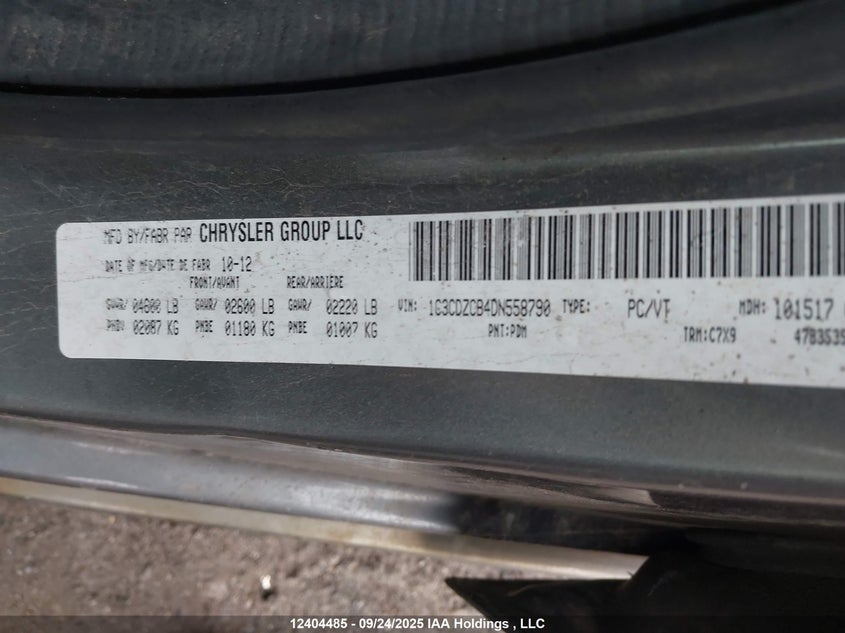 MFD BY/FABR PAR CHRYSLER GROUP LLC
DATE OF MFG/DATE DE FABR 10-12
FRONT/AVANT REAR/ARRIERE
GVWR/ 04600 LB GAWR/ 02600 LB GAWR/ 02220 LB VIN: 1C3CDZCB4DN558790 TYPE: PC/VT MDH: 101517
PNBV 02087 KG PNBE 01180 KG PNBE 01007 KG PNT:PDM TRM:C7X9 4783539
12404485 - 09/24/2025 IAA Holdings , LLC